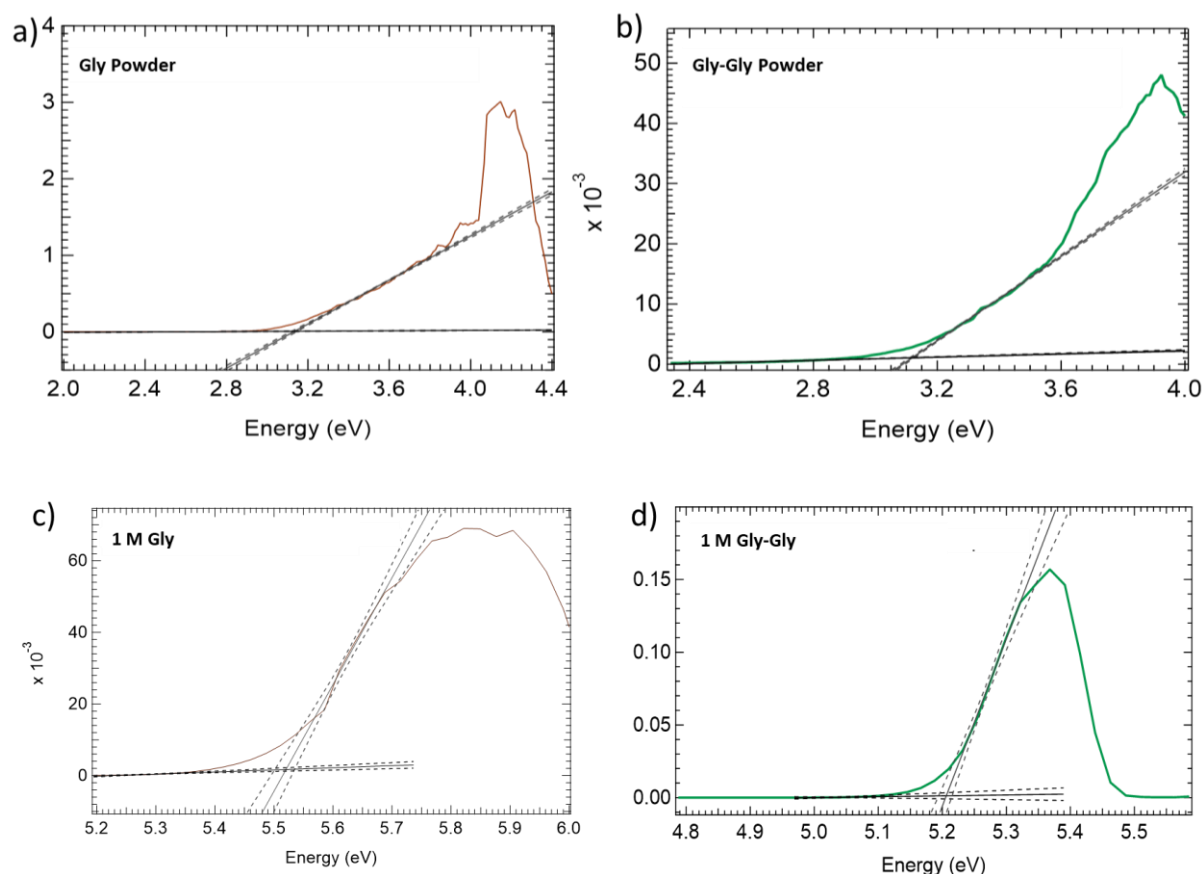 a)
Gly Powder
4
3
2
1
0
2.0 2.4 2.8 3.2 3.6 4.0 4.4
Energy (eV)
b)
Gly-Gly Powder
50
40
30
20
10
0
x 10⁻³
2.4 2.8 3.2 3.6 4.0
Energy (eV)
c)
1 M Gly
60
40
20
0
x 10⁻³
5.2 5.3 5.4 5.5 5.6 5.7 5.8 5.9 6.0
Energy (eV)
d)
1 M Gly-Gly
0.15
0.10
0.05
0.00
4.8 4.9 5.0 5.1 5.2 5.3 5.4 5.5
Energy (eV)